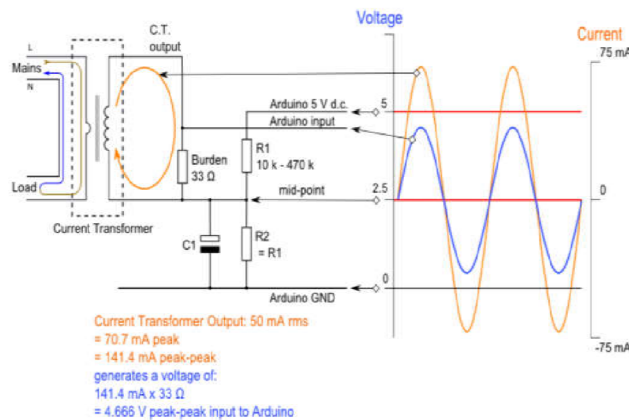 Voltage
Current
C.T.
output
L
Mains
N
Load
Current Transformer
75 mA
Arduino 5 V d.c.
5
Arduino input
R1
10 k - 470 k
Burden
33 Ω
mid-point
2.5
0
C1
R2
= R1
0
Arduino GND
-75 mA
Current Transformer Output: 50 mA rms
= 70.7 mA peak
= 141.4 mA peak-peak
generates a voltage of:
141.4 mA x 33 Ω
= 4.666 V peak-peak input to Arduino